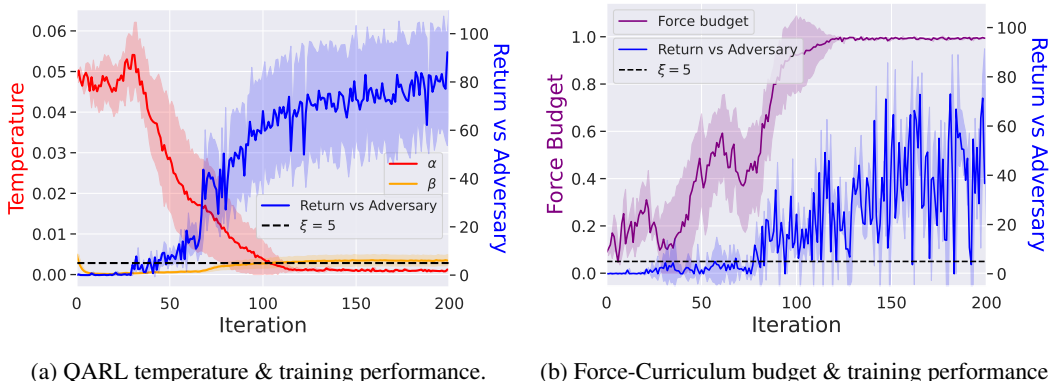 0.06
0.05
0.04
0.03
0.02
0.01
0.00
Temperature
0
50
100
150
200
Iteration
100
80
60
40
20
0
Return vs Adversary
α
β
Return vs Adversary
ξ = 5
(a) QARL temperature & training performance.
Force budget
Return vs Adversary
ξ = 5
1.0
0.8
0.6
0.4
0.2
0.0
Force Budget
0
50
100
150
200
Iteration
100
80
60
40
20
0
Return vs Adversary
(b) Force-Curriculum budget & training performance